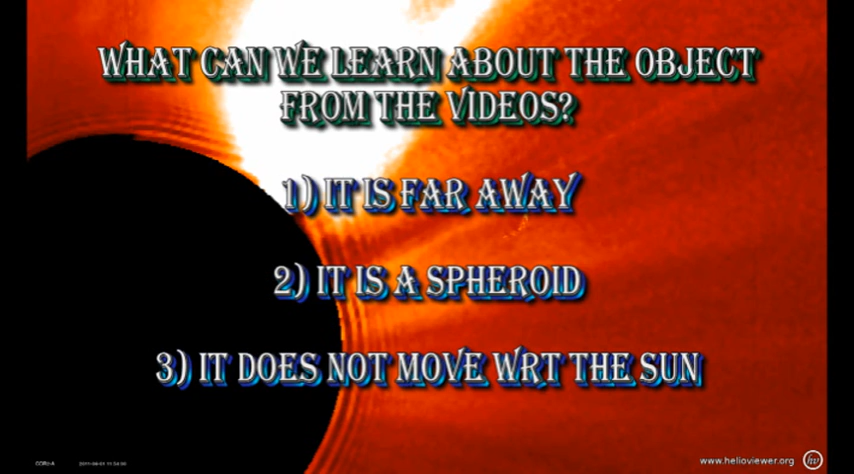 WHAT CAN WE LEARN ABOUT THE OBJECT
FROM THE VIDEOS?
1) IT IS FAR AWAY
2) IT IS A SPHEROID
3) IT DOES NOT MOVE WRT THE SUN
www.helioviewer.org hv